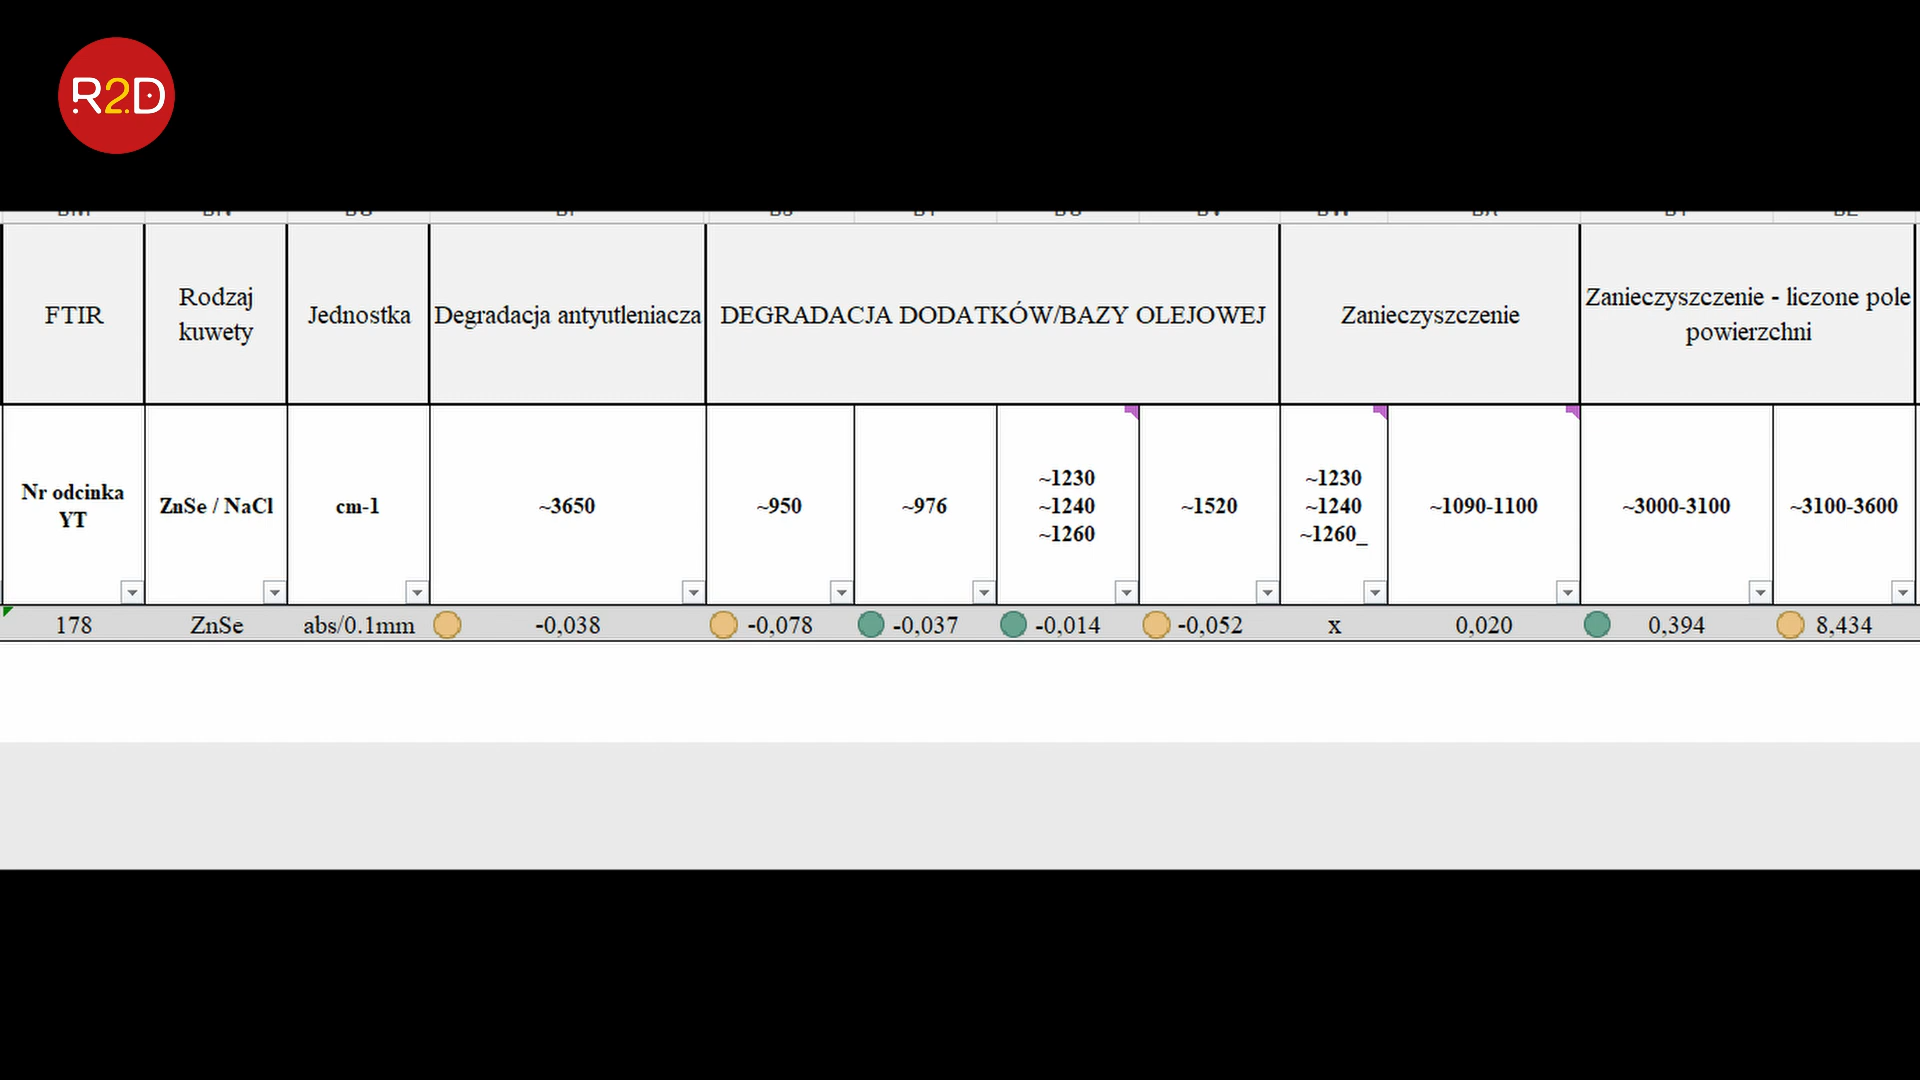 R2D
FTIR
Rodzaj
kuwety
Jednostka
Degradacja antyutleniacza
DEGRADACJA DODATKÓW/BAZY OLEJOWEJ
Zanieczyszczenie
Zanieczyszczenie - liczone pole
powierzchni
Nr odcinka
YT
ZnSe / NaCl
cm-1
~3650
~950
~976
~1230
~1240
~1260
~1520
~1230
~1240
~1260_
~1090-1100
~3000-3100
~3100-3600
178
ZnSe
abs/0.1mm
-0,038
-0,078
-0,037
-0,014
-0,052
x
0,020
0,394
8,434